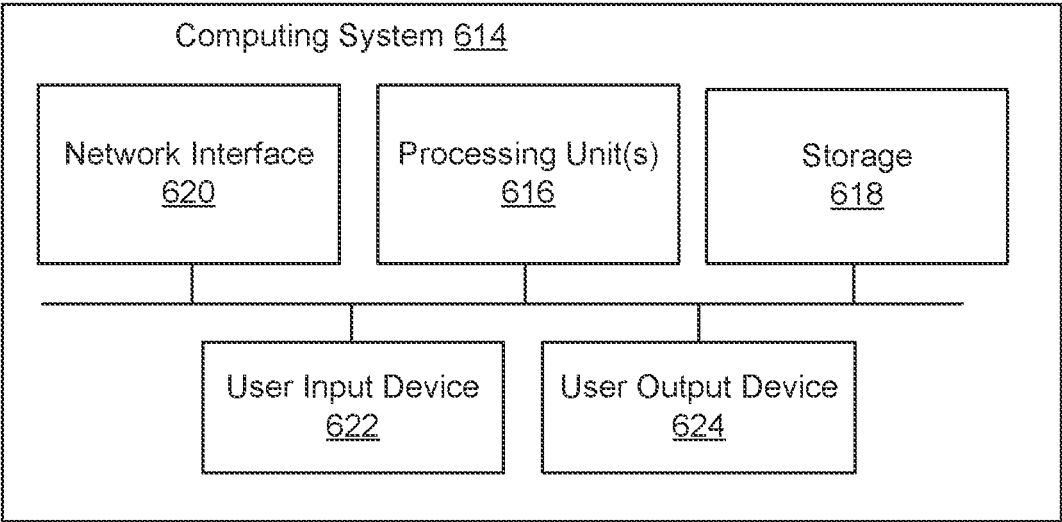 Computing System 614
Network Interface
620
Processing Unit(s)
616
Storage
618
User Input Device
622
User Output Device
624